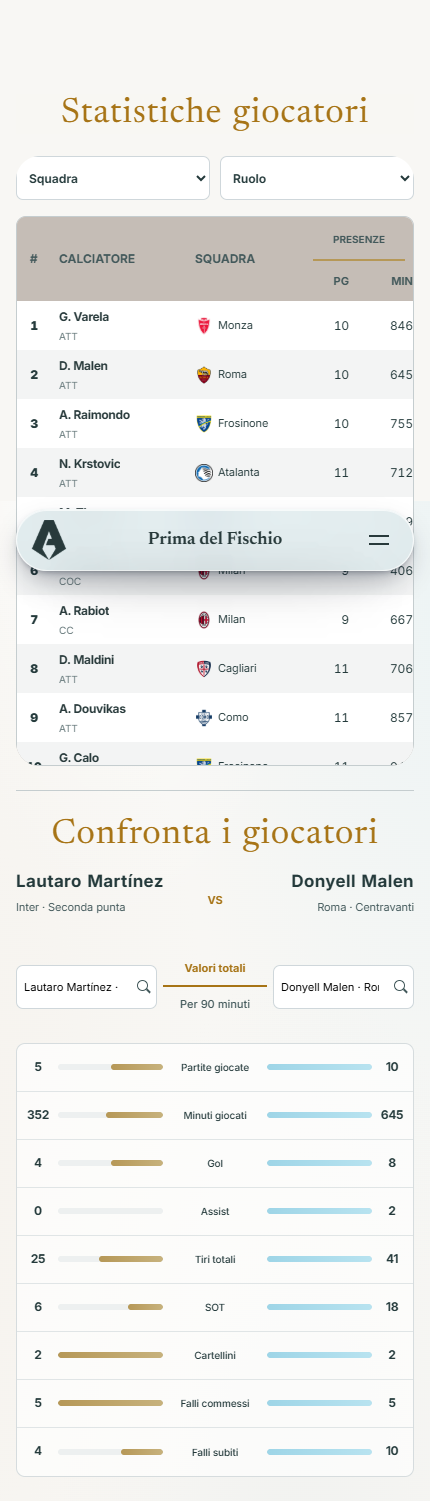 Statistiche giocatori
Squadra Ruolo
PRESENZE
# CALCIATORE SQUADRA
PG MIN
1 G. Varela ATT Monza 10 846
2 D. Malen ATT Roma 10 645
3 A. Raimondo ATT Frosinone 10 755
4 N. Krstovic ATT Atalanta 11 712
Prima del Fischio
6 COC Milan 9 406
7 A. Rabiot CC Milan 9 667
8 D. Maldini ATT Cagliari 11 706
9 A. Douvikas ATT Como 11 857
G. Calo Frosinone 11
Confronta i giocatori
Lautaro Martínez VS Donyell Malen
Inter · Seconda punta Roma · Centravanti
Valori totali
Lautaro Martínez · Donyell Malen · Ro
Per 90 minuti
5 Partite giocate 10
352 Minuti giocati 645
4 Gol 8
0 Assist 2
25 Tiri totali 41
6 SOT 18
2 Cartellini 2
5 Falli commessi 5
4 Falli subiti 10